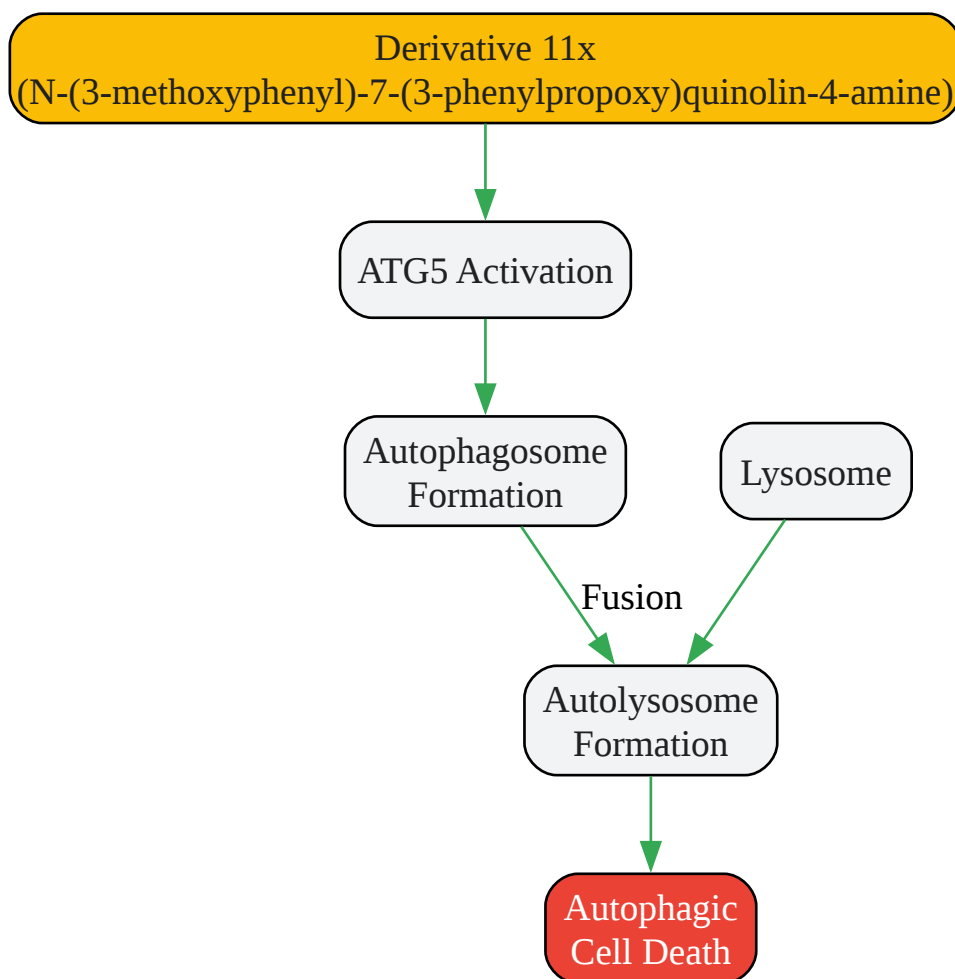 Derivative 11x
(N-(3-methoxyphenyl)-7-(3-phenylpropoxy)quinolin-4-amine)
ATG5 Activation
Autophagosome
Formation
Lysosome
Fusion
Autolysosome
Formation
Autophagic
Cell Death